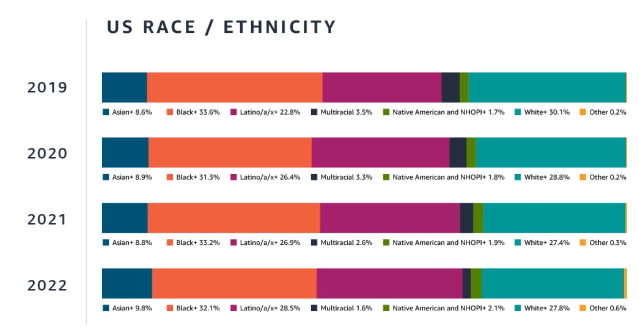 US RACE / ETHNICITY
2019
Asian+ 8.6% Black+ 33.6% Latino/a/x+ 22.8% Multiracial 3.5% Native American and NHOPI+ 1.7% White+ 30.1% Other 0.2%
2020
Asian+ 8.9% Black+ 31.3% Latino/a/x+ 26.4% Multiracial 3.3% Native American and NHOPI+ 1.8% White+ 28.8% Other 0.2%
2021
Asian+ 8.8% Black+ 33.2% Latino/a/x+ 26.9% Multiracial 2.6% Native American and NHOPI+ 1.9% White+ 27.4% Other 0.3%
2022
Asian+ 9.8% Black+ 32.1% Latino/a/x+ 28.5% Multiracial 1.6% Native American and NHOPI+ 2.1% White+ 27.8% Other 0.6%